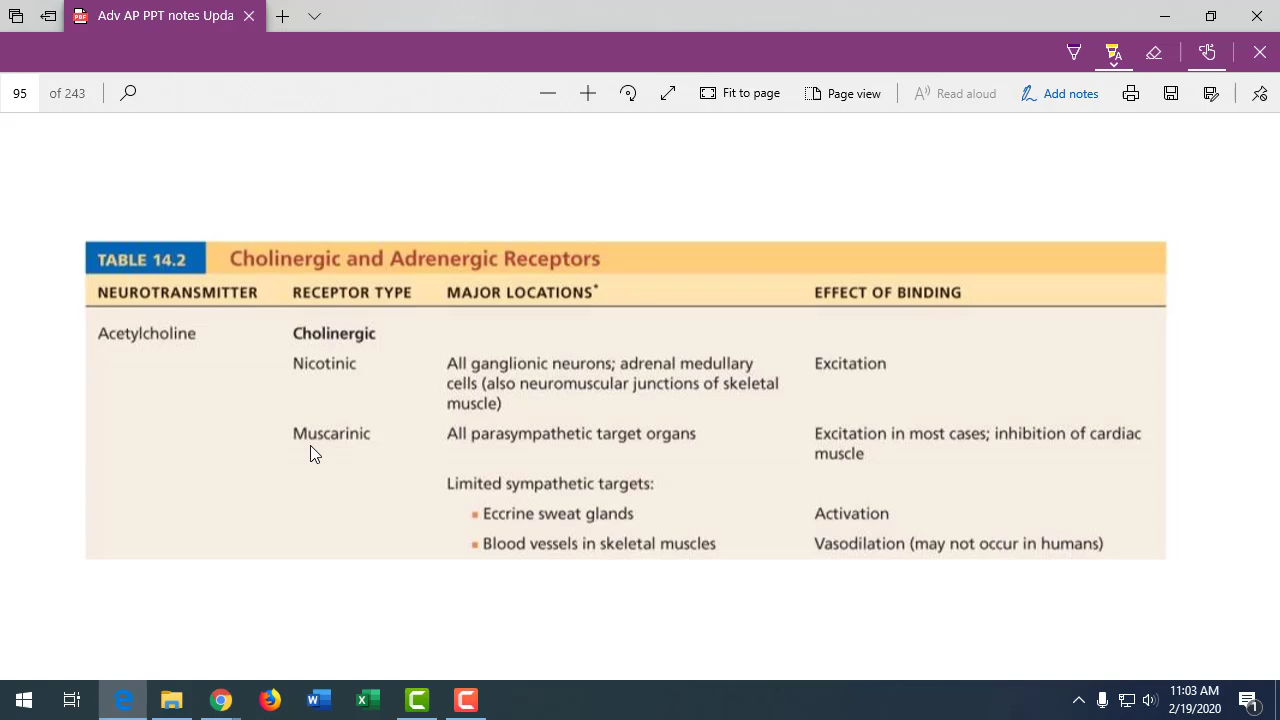 Adv AP PPT notes Upda
95 of 243
Fit to page
Page view
Read aloud
Add notes
TABLE 14.2 Cholinergic and Adrenergic Receptors
NEUROTRANSMITTER RECEPTOR TYPE MAJOR LOCATIONS* EFFECT OF BINDING
Acetylcholine Cholinergic
Nicotinic All ganglionic neurons; adrenal medullary Excitation
cells (also neuromuscular junctions of skeletal
muscle)
Muscarinic All parasympathetic target organs Excitation in most cases; inhibition of cardiac
muscle
Limited sympathetic targets:
▪ Eccrine sweat glands Activation
▪ Blood vessels in skeletal muscles Vasodilation (may not occur in humans)
11:03 AM
2/19/2020
1